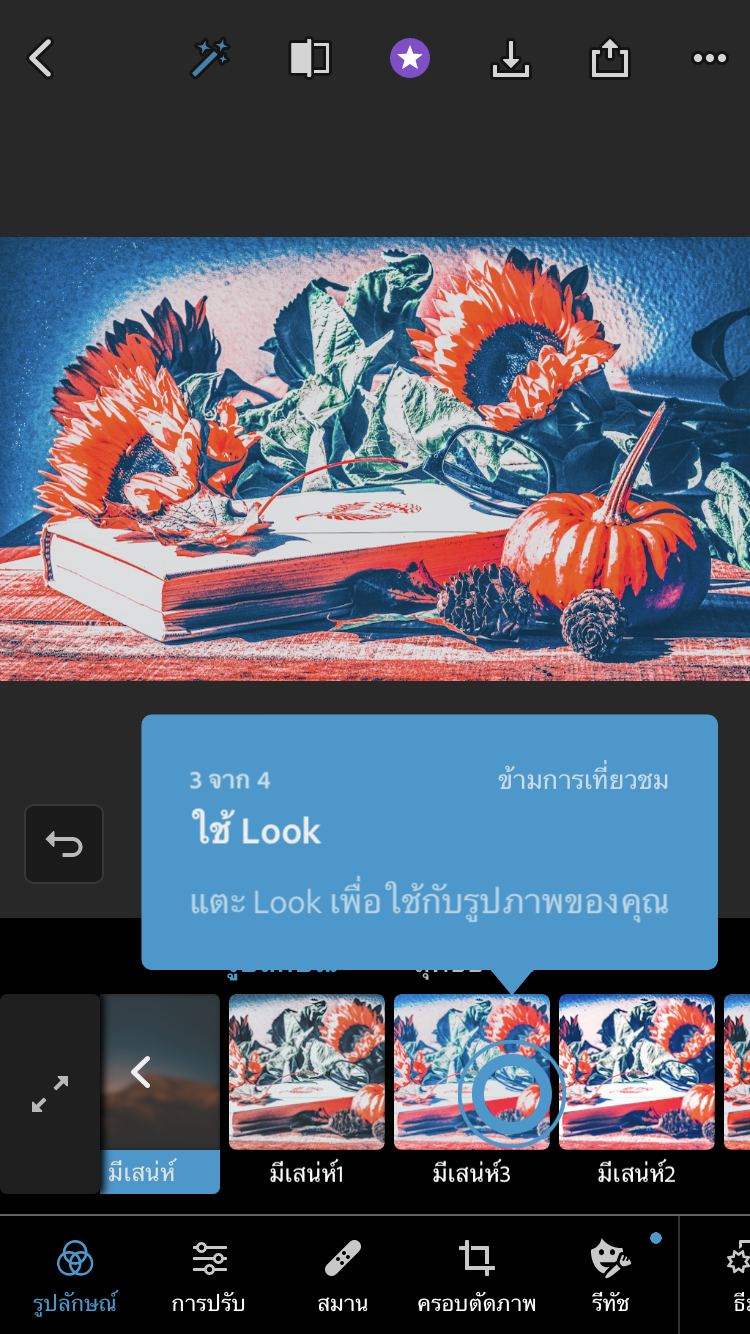 3 จาก 4
ข้ามการเที่ยวชม
ใช้ Look
แตะ Look เพื่อใช้กับรูปภาพของคุณ
มีเสน่ห์
มีเสน่ห์1
มีเสน่ห์3
มีเสน่ห์2
รูปลักษณ์
การปรับ
สมาน
ครอบตัดภาพ
รีทัช